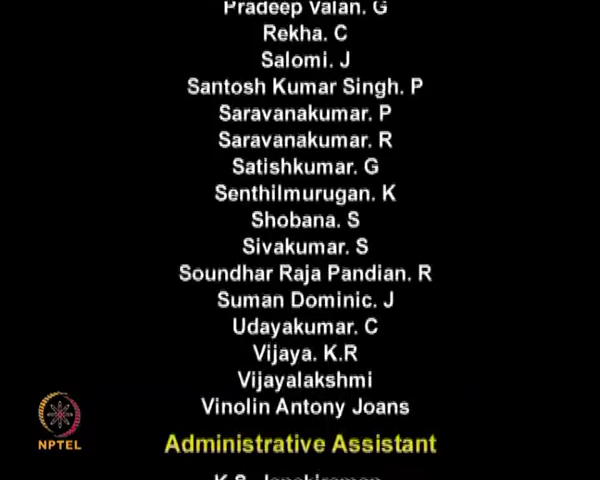 Pradeep Valan. G
Rekha. C
Salomi. J
Santosh Kumar Singh. P
Saravanakumar. P
Saravanakumar. R
Satishkumar. G
Senthilmurugan. K
Shobana. S
Sivakumar. S
Soundhar Raja Pandian. R
Suman Dominic. J
Udayakumar. C
Vijaya. K.R
Vijayalakshmi
Vinolin Antony Joans
NPTEL
Administrative Assistant
K.S. Janakiraman